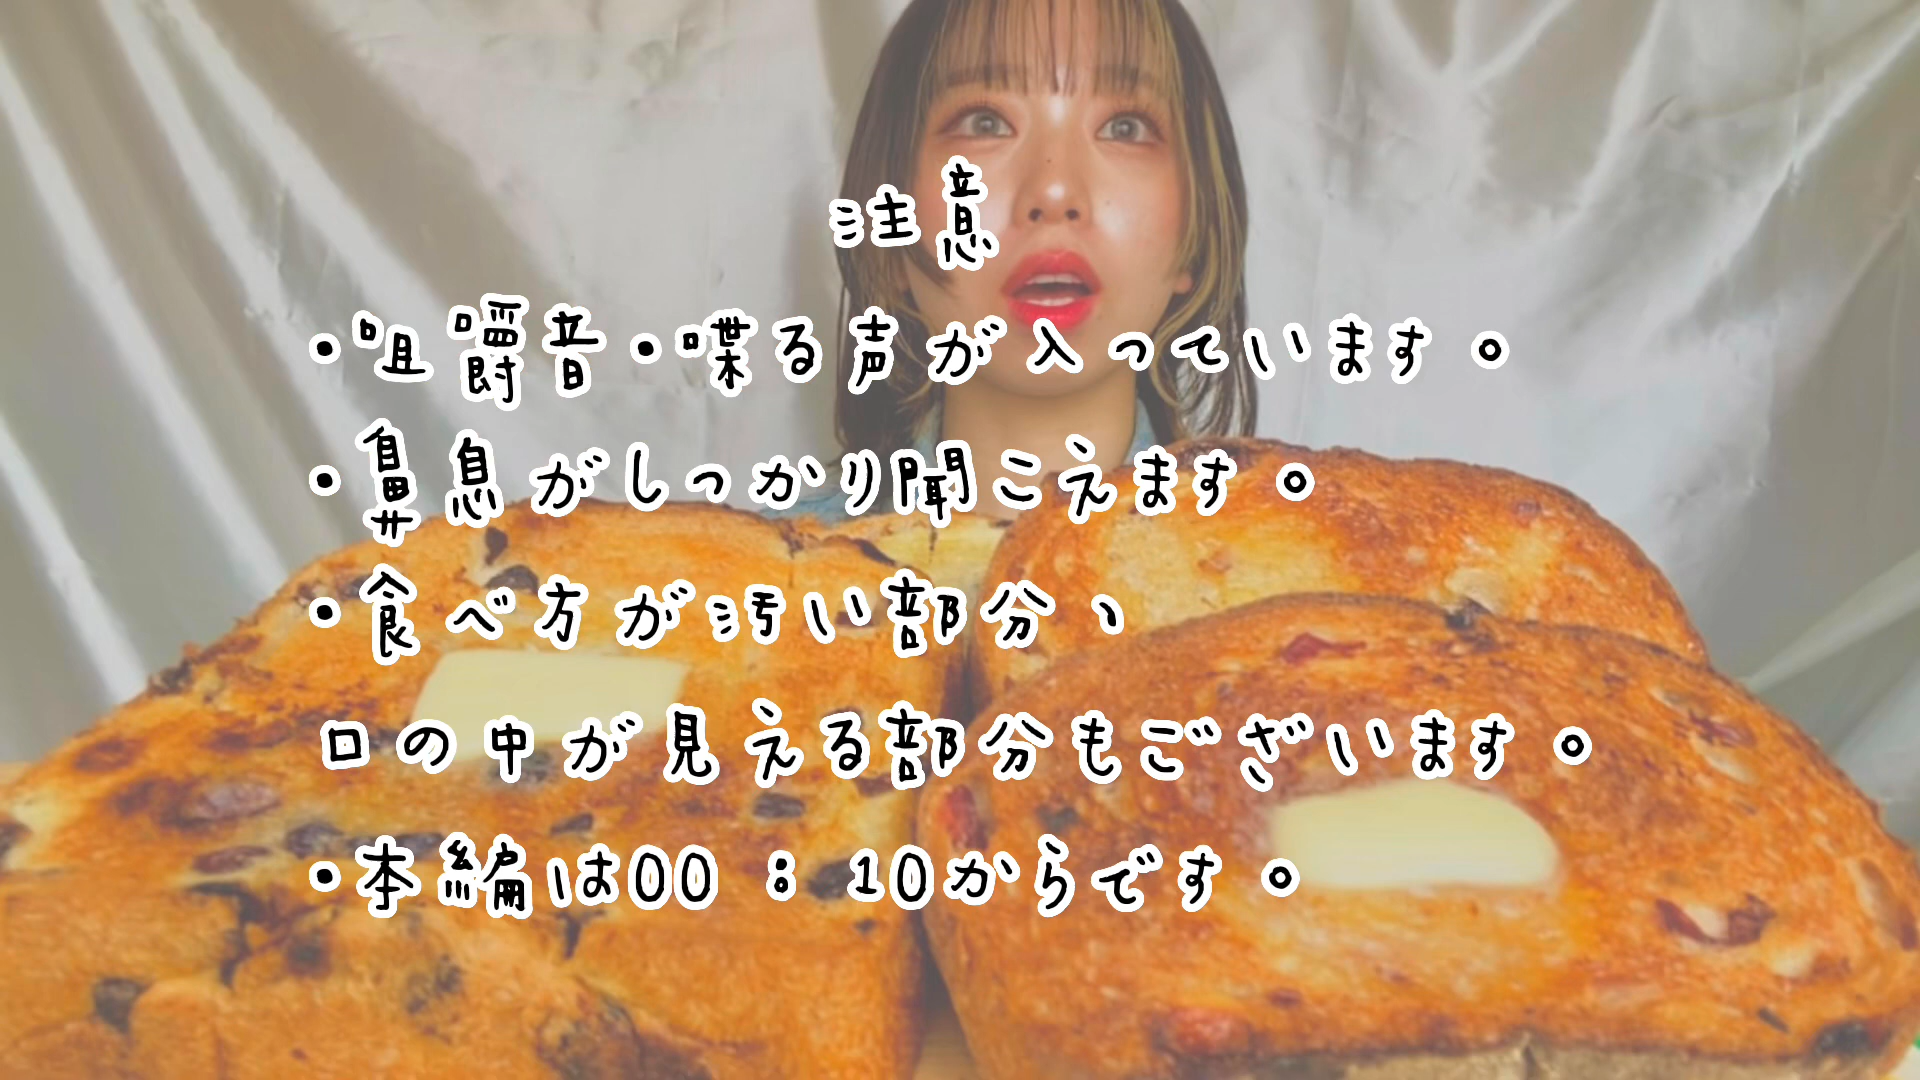 注意
・咀嚼音・喋る声が入っています。
・鼻息がしっかり聞こえます。
・食べ方が汚い部分、
口の中が見える部分もございます。
・本編は00：10からです。